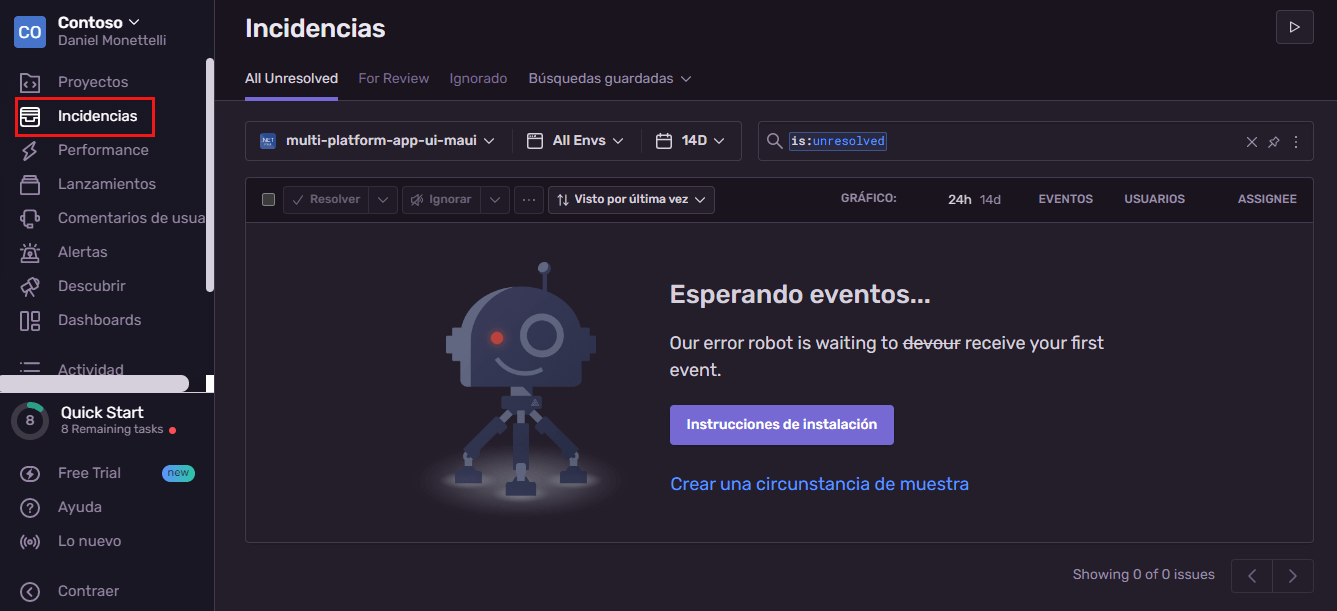 CO
Contoso
Daniel Monettelli
Proyectos
Incidencias
Performance
Lanzamientos
Comentarios de usua
Alertas
Descubrir
Dashboards
Actividad
8
Quick Start
8 Remaining tasks
Free Trial
new
Ayuda
Lo nuevo
Contraer
Incidencias
All Unresolved For Review Ignorado Búsquedas guardadas
.NET multi-platform-app-ui-maui All Envs 14D is:unresolved
Resolver Ignorar ... Visto por última vez GRÁFICO: 24h 14d EVENTOS USUARIOS ASSIGNEE
Esperando eventos...
Our error robot is waiting to devour receive your first
event.
Instrucciones de instalación
Crear una circunstancia de muestra
Showing 0 of 0 issues